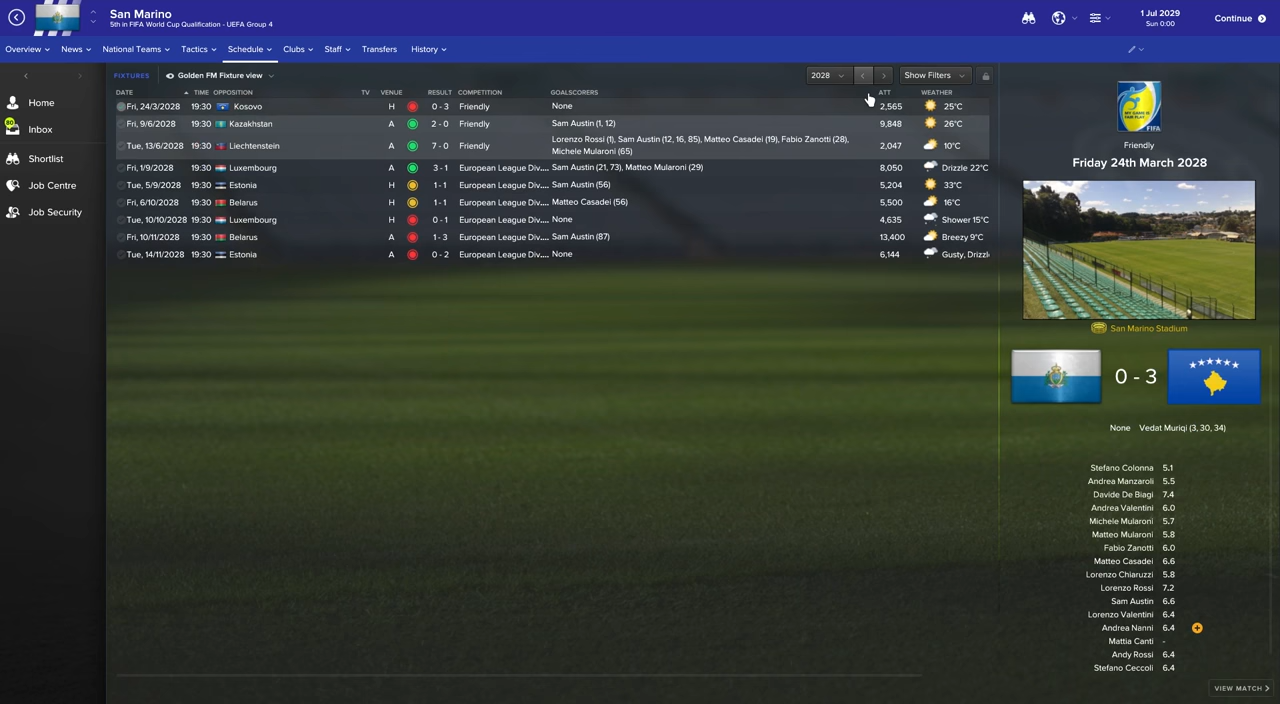 San Marino
5th in FIFA World Cup Qualification - UEFA Group 4
1 Jul 2029
Sun 0:00
Continue
Overview
News
National Teams
Tactics
Schedule
Clubs
Staff
Transfers
History
Home
80
Inbox
Shortlist
Job Centre
Job Security
FIXTURES
Golden FM Fixture view
2028
Show Filters
DATE TIME OPPOSITION TV VENUE RESULT COMPETITION GOALSCORERS ATT WEATHER
Fri, 24/3/2028 19:30 Kosovo H 0 - 3 Friendly None 2,565 25°C
Fri, 9/6/2028 19:30 Kazakhstan A 2 - 0 Friendly Sam Austin (1, 12) 9,848 26°C
Tue, 13/6/2028 19:30 Liechtenstein A 7 - 0 Friendly Lorenzo Rossi (1), Sam Austin (12, 16, 85), Matteo Casadei (19), Fabio Zanotti (28), 2,047 10°C
Michele Mularoni (65)
Fri, 1/9/2028 19:30 Luxembourg A 3 - 1 European League Div.... Sam Austin (21, 73), Matteo Mularoni (29) 8,050 Drizzle 22°C
Tue, 5/9/2028 19:30 Estonia H 1 - 1 European League Div.... Sam Austin (56) 5,204 33°C
Fri, 6/10/2028 19:30 Belarus H 1 - 1 European League Div.... Matteo Casadei (56) 5,500 16°C
Tue, 10/10/2028 19:30 Luxembourg H 0 - 1 European League Div.... None 4,635 Shower 15°C
Fri, 10/11/2028 19:30 Belarus A 1 - 3 European League Div.... Sam Austin (87) 13,400 Breezy 9°C
Tue, 14/11/2028 19:30 Estonia A 0 - 2 European League Div.... None 6,144 Gusty, Drizzl
MY GAME IS
FAIR PLAY
FIFA
Friendly
Friday 24th March 2028
San Marino Stadium
0 - 3
None Vedat Muriqi (3, 30, 34)
Stefano Colonna 5.1
Andrea Manzaroli 5.5
Davide De Biagi 7.4
Andrea Valentini 6.0
Michele Mularoni 5.7
Matteo Mularoni 5.8
Fabio Zanotti 6.0
Matteo Casadei 6.6
Lorenzo Chiaruzzi 5.8
Lorenzo Rossi 7.2
Sam Austin 6.6
Lorenzo Valentini 6.4
Andrea Nanni 6.4
Mattia Canti -
Andy Rossi 6.4
Stefano Ceccoli 6.4
VIEW MATCH